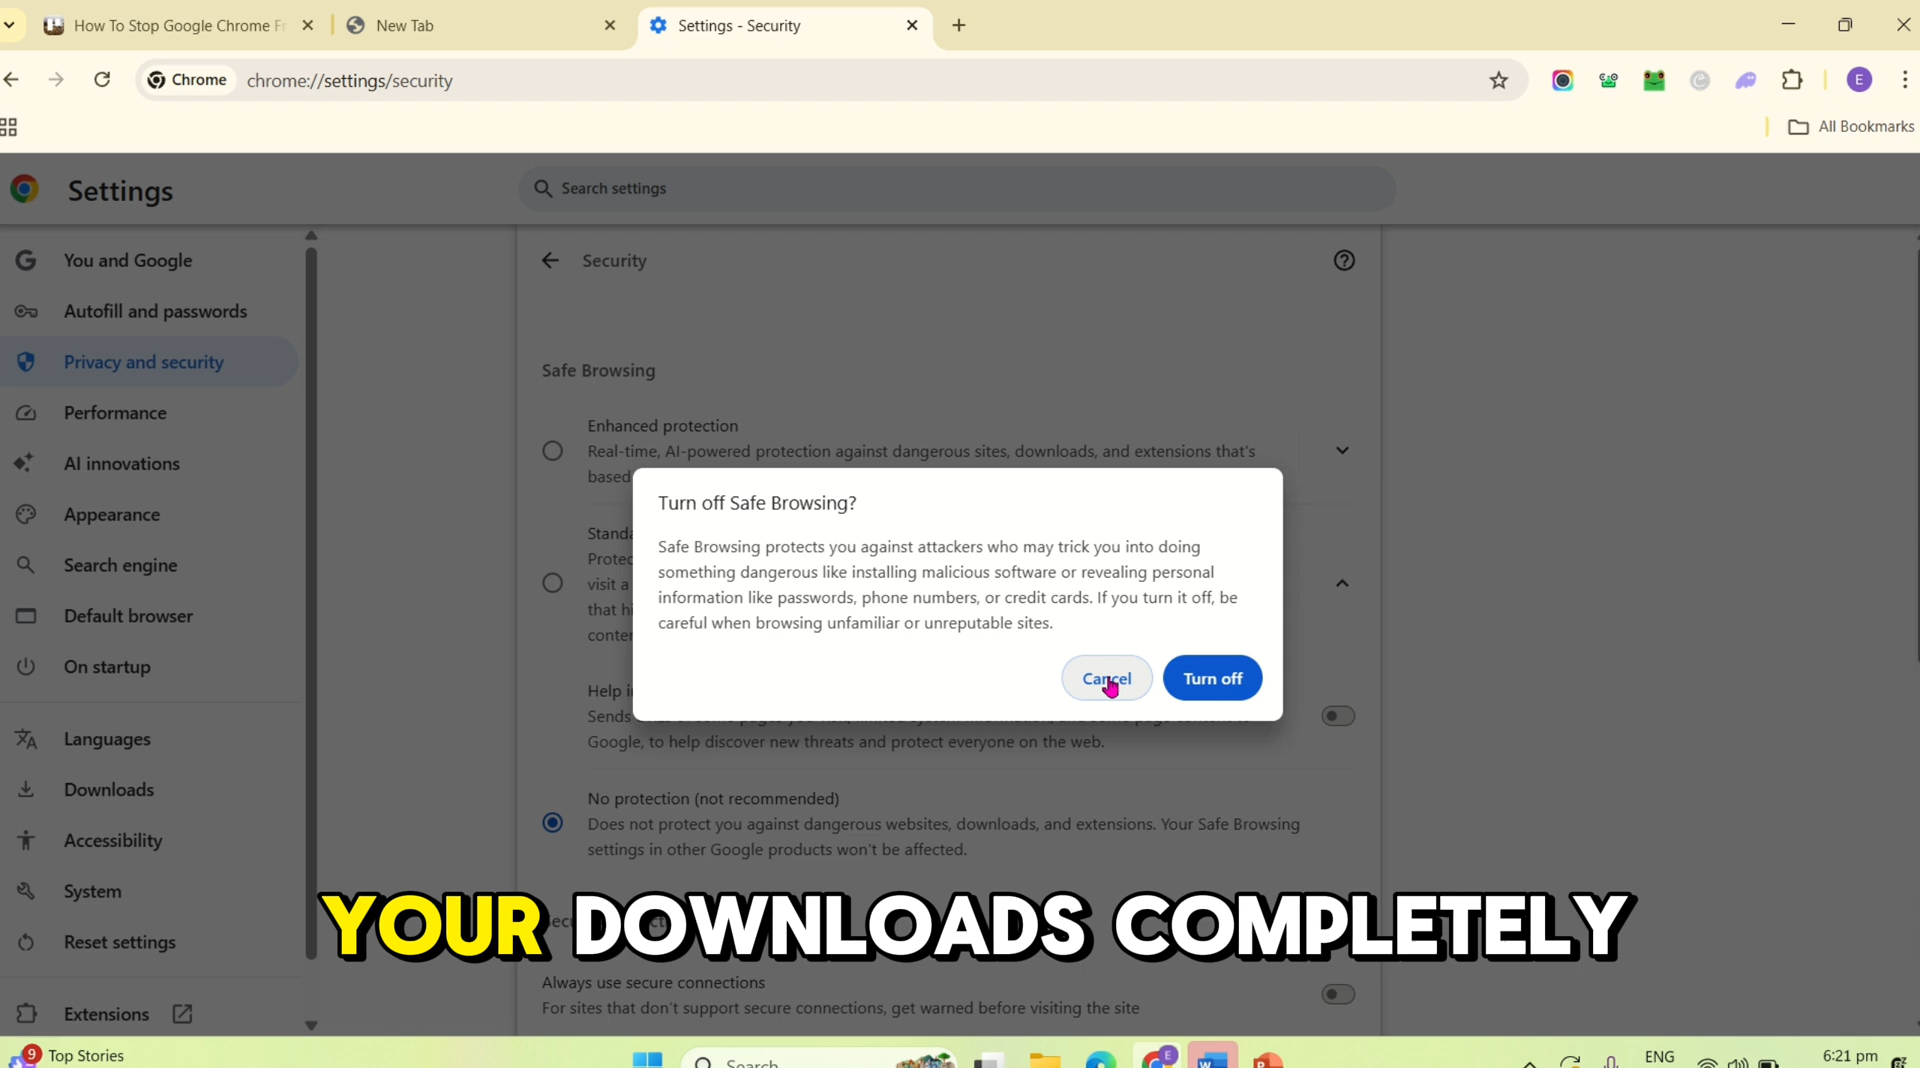 How To Stop Google Chrome Fr
New Tab
Settings - Security
Chrome
chrome://settings/security
E
All Bookmarks
Settings
Search settings
You and Google
Autofill and passwords
Privacy and security
Performance
AI innovations
Appearance
Search engine
Default browser
On startup
Languages
Downloads
Accessibility
System
Reset settings
Extensions
Security
Safe Browsing
Enhanced protection
Real-time, AI-powered protection against dangerous sites, downloads, and extensions that's
based
Standa
Protec
visit a
that hi
conter
Turn off Safe Browsing?
Safe Browsing protects you against attackers who may trick you into doing
something dangerous like installing malicious software or revealing personal
information like passwords, phone numbers, or credit cards. If you turn it off, be
careful when browsing unfamiliar or unreputable sites.
Cancel
Turn off
Help i
Sends
Google, to help discover new threats and protect everyone on the web.
No protection (not recommended)
Does not protect you against dangerous websites, downloads, and extensions. Your Safe Browsing
settings in other Google products won't be affected.
YOUR DOWNLOADS COMPLETELY
Always use secure connections
For sites that don't support secure connections, get warned before visiting the site
9
Top Stories
Search
E
ENG
6:21 pm